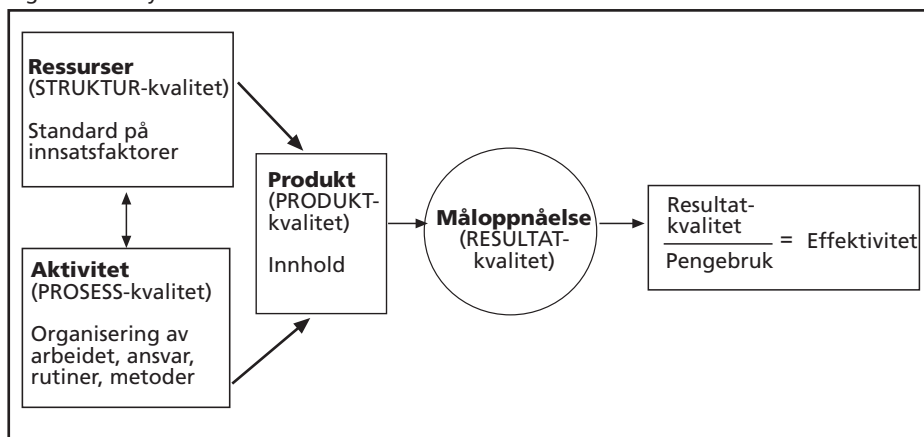 Ressurser
(STRUKTUR-kvalitet)
Standard på
innsatsfaktorer
Aktivitet
(PROSESS-kvalitet)
Organisering av
arbeidet, ansvar,
rutiner, metoder
Produkt
(PRODUKT-
kvalitet)
Innhold
Måloppnåelse
(RESULTAT-
kvalitet)
Resultat-
kvalitet
Pengebruk
= Effektivitet